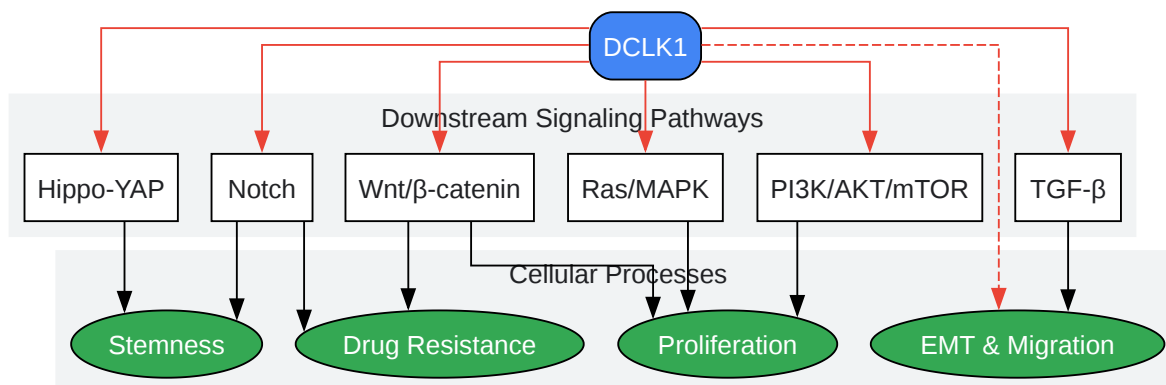 DCLK1
Downstream Signaling Pathways
Hippo-YAP
Notch
Wnt/β-catenin
Ras/MAPK
PI3K/AKT/mTOR
TGF-β
Cellular Processes
Stemness
Drug Resistance
Proliferation
EMT & Migration